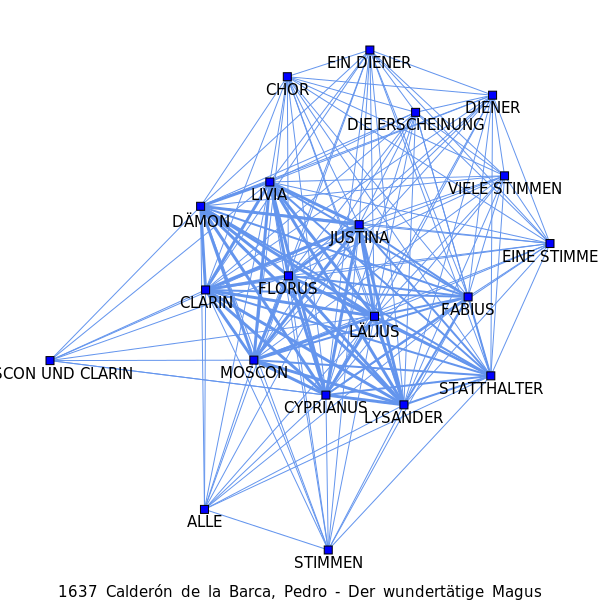 EIN DIENER
CHOR
DIENER
DIE ERSCHEINUNG
VIELE STIMMEN
LIVIA
DÄMON
JUSTINA
EINE STIMME
FLORUS
CLARIN
FABIUS
LÄLIUS
MOSCON
SCON UND CLARIN
STATTHALTER
CYPRIANUS
LYSANDER
ALLE
STIMMEN
1637 Calderón de la Barca, Pedro - Der wundertätige Magus